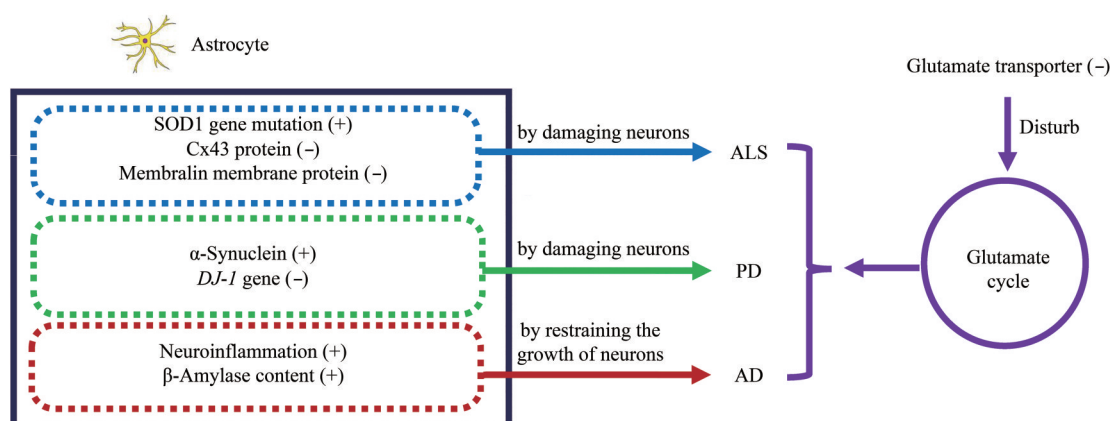 Astrocyte
SOD1 gene mutation (+)
Cx43 protein (–)
Membralin membrane protein (–)
by damaging neurons
ALS
α-Synuclein (+)
DJ-1 gene (–)
by damaging neurons
PD
Neuroinflammation (+)
β-Amylase content (+)
by restraining the
growth of neurons
AD
Glutamate transporter (–)
Disturb
Glutamate
cycle